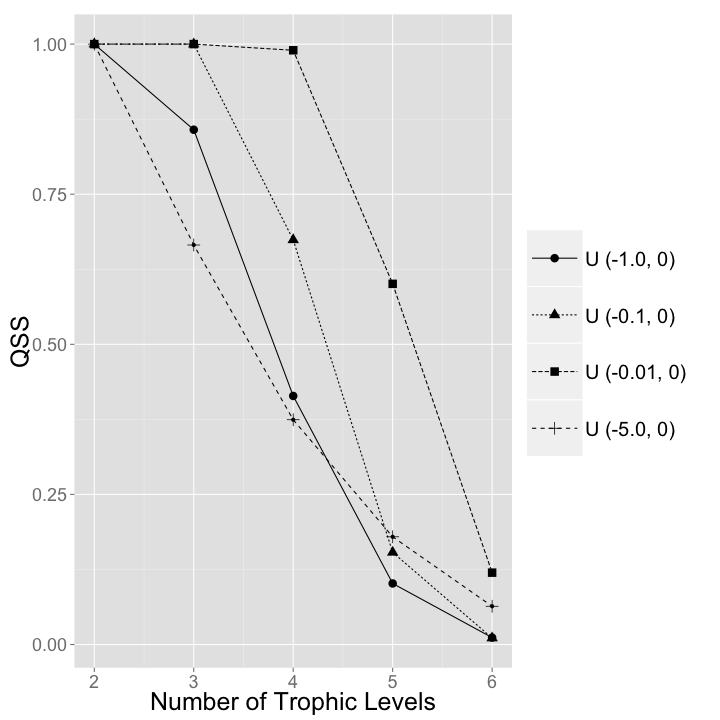 1.00
0.75
0.50
0.25
0.00
QSS
2 3 4 5 6
Number of Trophic Levels
U (-1.0, 0)
U (-0.1, 0)
U (-0.01, 0)
U (-5.0, 0)